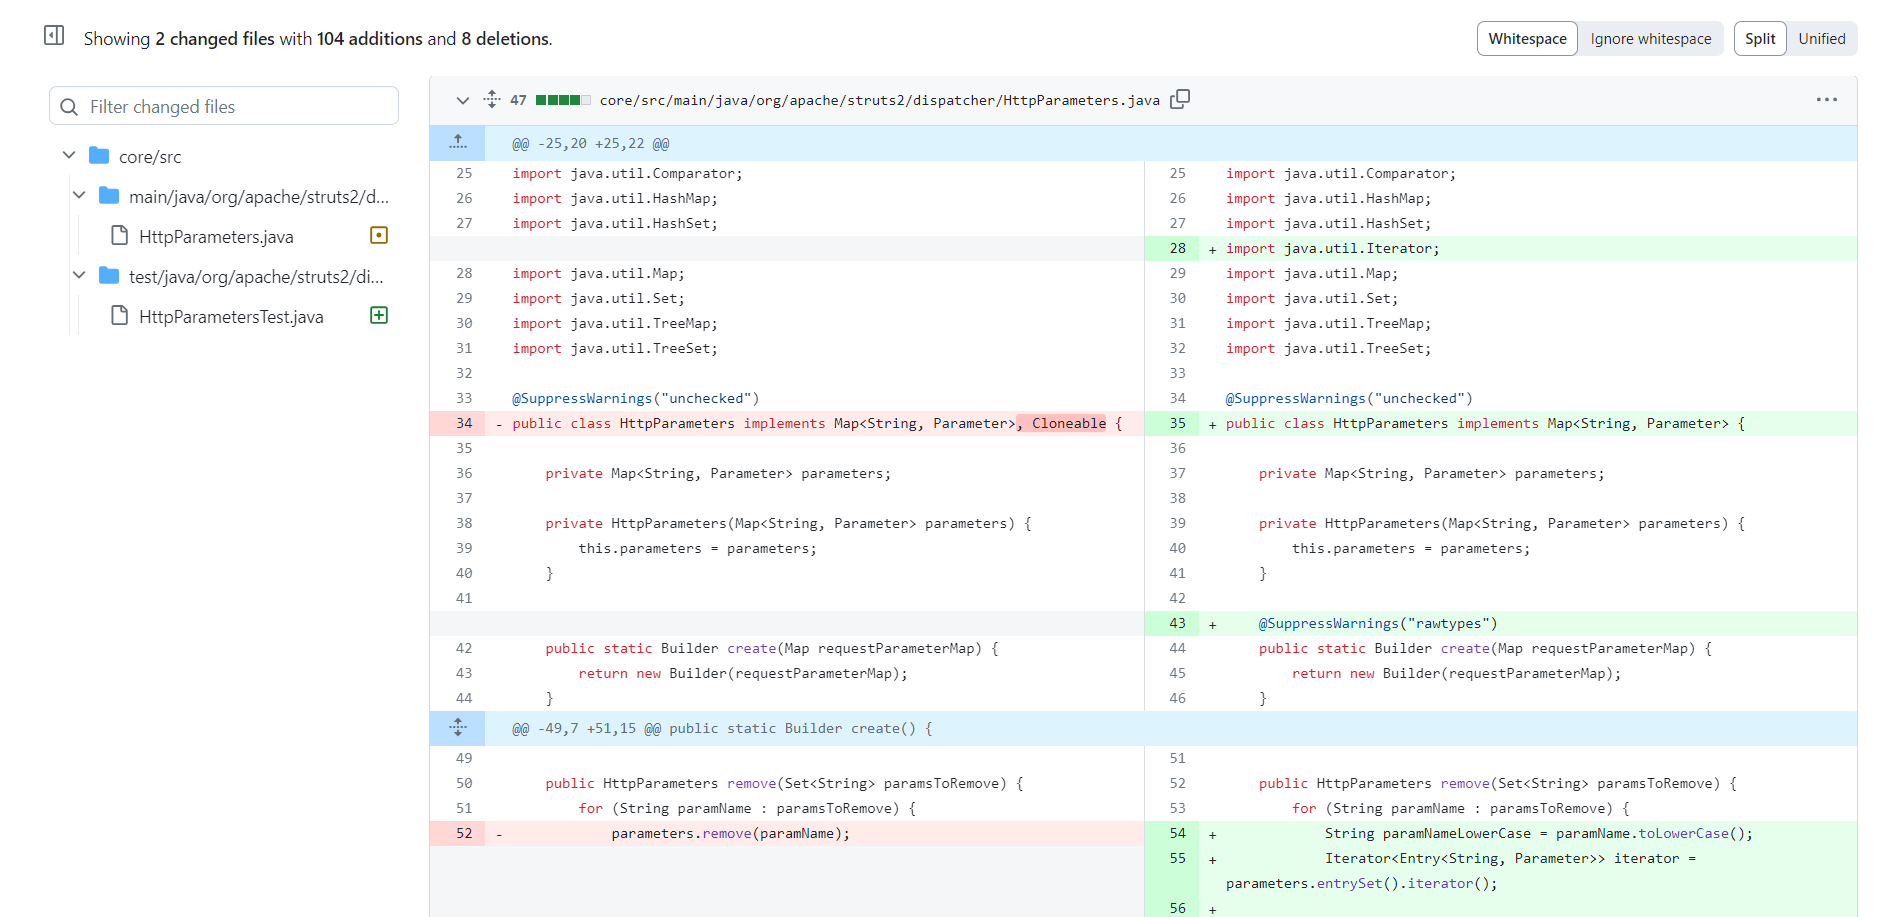 Showing 2 changed files with 104 additions and 8 deletions.
Whitespace Ignore whitespace Split Unified
Filter changed files
core/src
main/java/org/apache/struts2/d...
HttpParameters.java
test/java/org/apache/struts2/di...
HttpParametersTest.java
47 core/src/main/java/org/apache/struts2/dispatcher/HttpParameters.java
@@ -25,20 +25,22 @@
25 import java.util.Comparator;
26 import java.util.HashMap;
27 import java.util.HashSet;
28 import java.util.Map;
29 import java.util.Set;
30 import java.util.TreeMap;
31 import java.util.TreeSet;
32
33 @SuppressWarnings("unchecked")
34 - public class HttpParameters implements Map<String, Parameter>, Cloneable {
35
36 private Map<String, Parameter> parameters;
37
38 private HttpParameters(Map<String, Parameter> parameters) {
39 this.parameters = parameters;
40 }
41
42 public static Builder create(Map requestParameterMap) {
43 return new Builder(requestParameterMap);
44 }
25 import java.util.Comparator;
26 import java.util.HashMap;
27 import java.util.HashSet;
28 + import java.util.Iterator;
29 import java.util.Map;
30 import java.util.Set;
31 import java.util.TreeMap;
32 import java.util.TreeSet;
33
34 @SuppressWarnings("unchecked")
35 + public class HttpParameters implements Map<String, Parameter> {
36
37 private Map<String, Parameter> parameters;
38
39 private HttpParameters(Map<String, Parameter> parameters) {
40 this.parameters = parameters;
41 }
42
43 + @SuppressWarnings("rawtypes")
44 public static Builder create(Map requestParameterMap) {
45 return new Builder(requestParameterMap);
46 }
@@ -49,7 +51,15 @@ public static Builder create() {
49
50 public HttpParameters remove(Set<String> paramsToRemove) {
51 for (String paramName : paramsToRemove) {
52 - parameters.remove(paramName);
51
52 public HttpParameters remove(Set<String> paramsToRemove) {
53 for (String paramName : paramsToRemove) {
54 + String paramNameLowerCase = paramName.toLowerCase();
55 + Iterator<Entry<String, Parameter>> iterator =
parameters.entrySet().iterator();
56 +